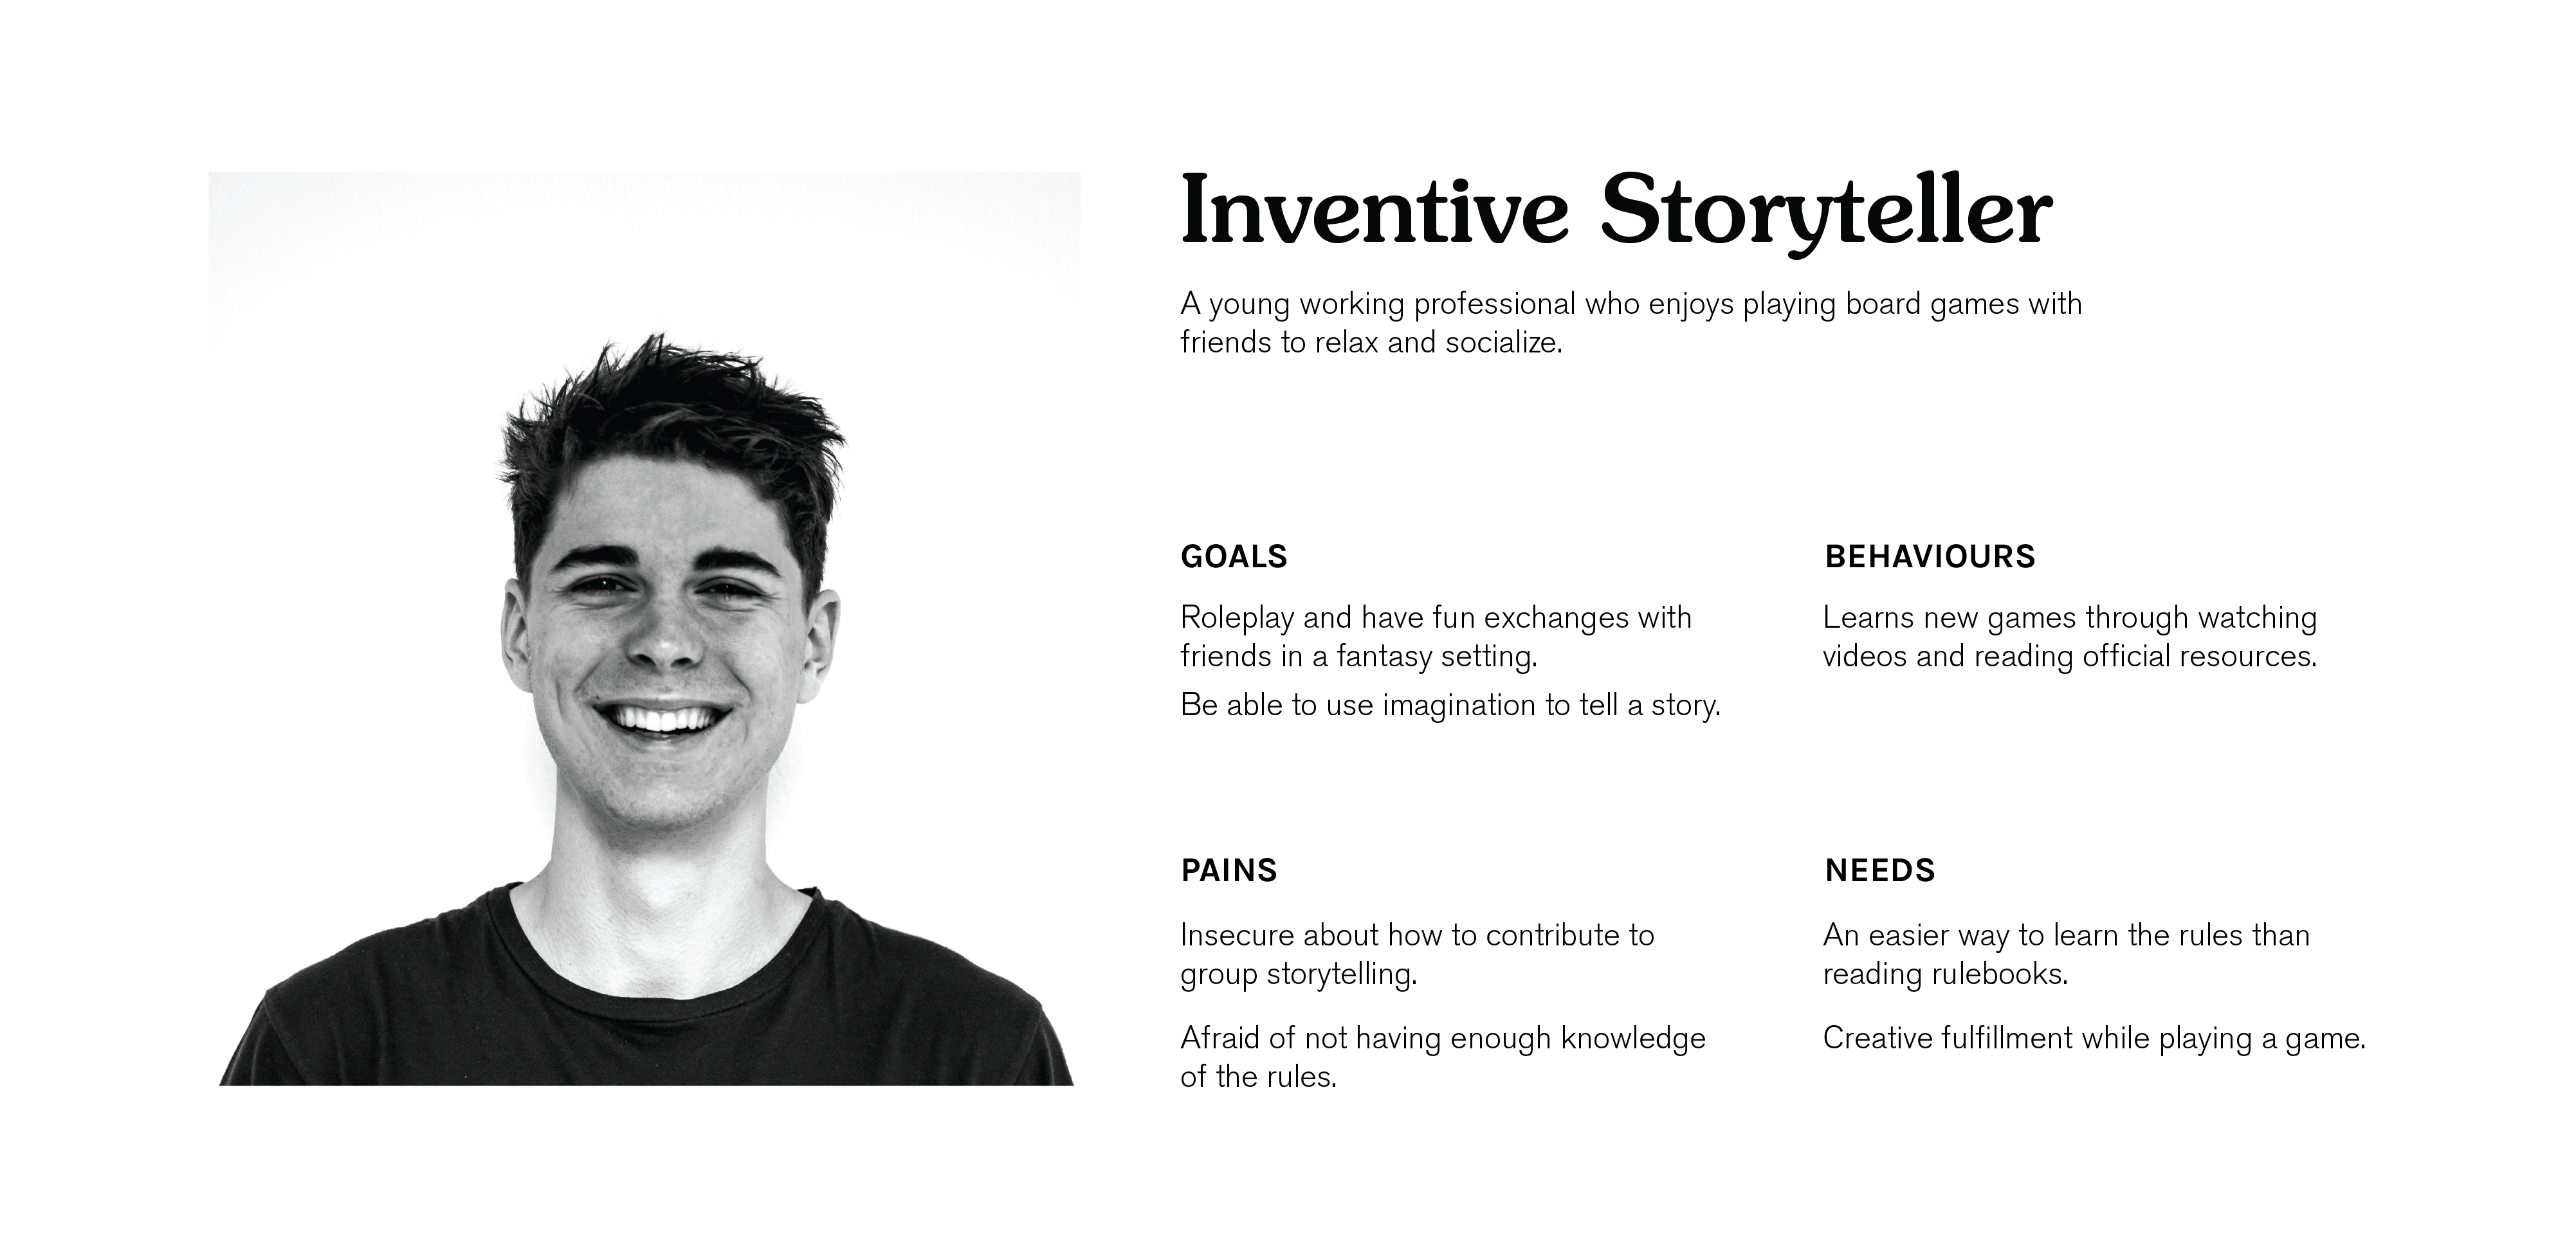 Inventive Storyteller
A young working professional who enjoys playing board games with
friends to relax and socialize.
GOALS
Roleplay and have fun exchanges with
friends in a fantasy setting.
Be able to use imagination to tell a story.
BEHAVIOURS
Learns new games through watching
videos and reading official resources.
PAINS
Insecure about how to contribute to
group storytelling.
Afraid of not having enough knowledge
of the rules.
NEEDS
An easier way to learn the rules than
reading rulebooks.
Creative fulfillment while playing a game.